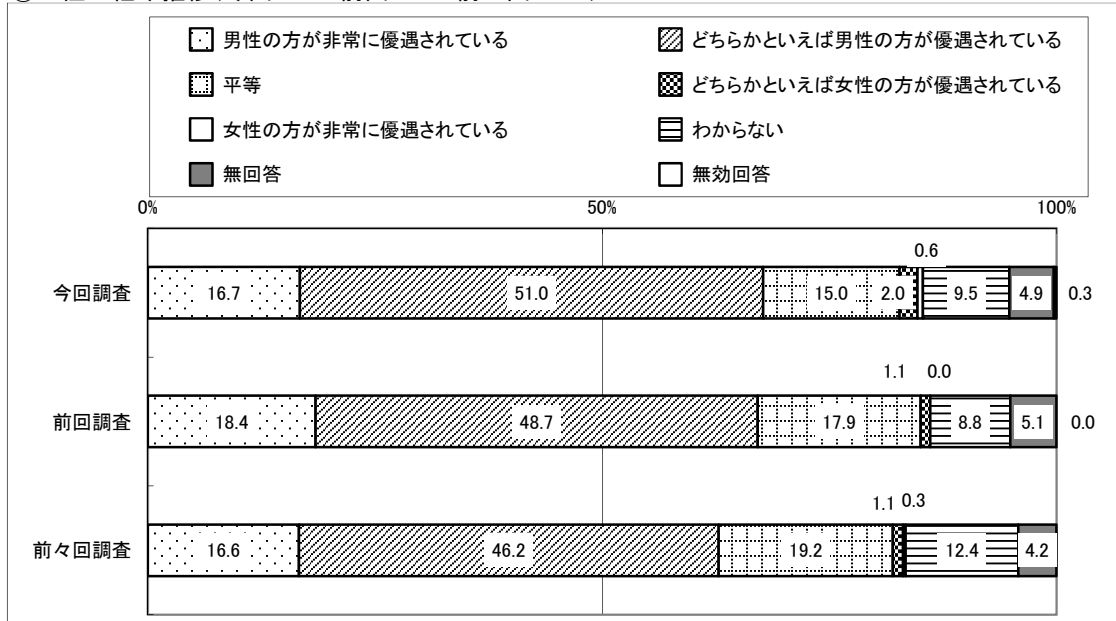 男性の方が非常に優遇されている どちらかといえば男性の方が優遇されている
平等 どちらかといえば女性の方が優遇されている
女性の方が非常に優遇されている わからない
無回答 無効回答
0% 50% 100%
0.6
今回調査 16.7 51.0 15.0 2.0 9.5 4.9 0.3
1.1 0.0
前回調査 18.4 48.7 17.9 8.8 5.1 0.0
1.1 0.3
前々回調査 16.6 46.2 19.2 12.4 4.2